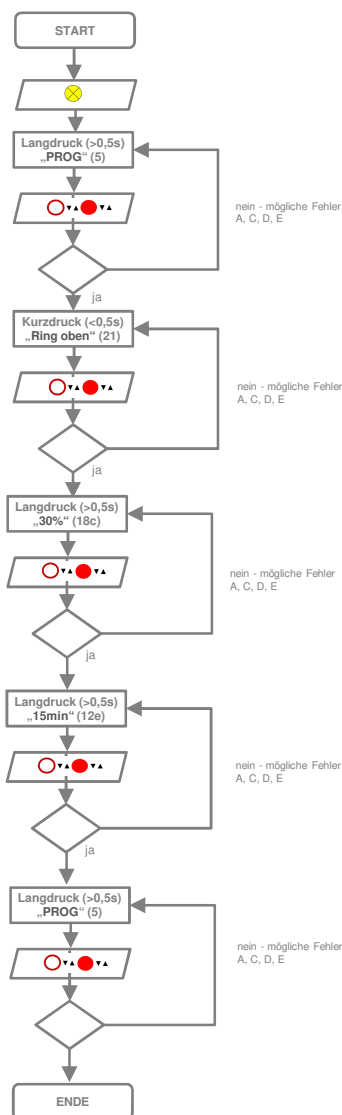 START
Langdruck (>0,5s)
„PROG“ (5)
nein - mögliche Fehler
A, C, D, E
ja
Kurzdruck (<0,5s)
„Ring oben“ (21)
nein - mögliche Fehler
A, C, D, E
ja
Langdruck (>0,5s)
„30%“ (18c)
nein - mögliche Fehler
A, C, D, E
ja
Langdruck (>0,5s)
„15min“ (12e)
nein - mögliche Fehler
A, C, D, E
ja
Langdruck (>0,5s)
„PROG“ (5)
nein - mögliche Fehler
A, C, D, E
ENDE